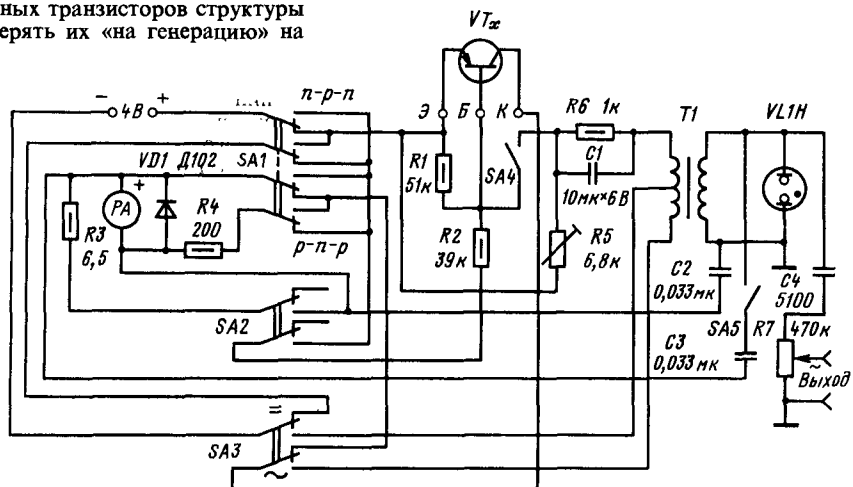 ных транзисторов структуры
ерять их «на генерацию» на
VTх
n-p-n
Э Б К
− 4В +
R6 1к
T1
VL1H
VD1 Д102
SA1
R1
51к
SA4
C1
10мк×6В
+
PA
R4
200
R3
6,5
p-n-p
R2
39к
R5
6,8к
C2
0,033мк
C4
5100
SA2
SA5
R7
470к
C3
0,033мк
~
Выход
=
SA3
~